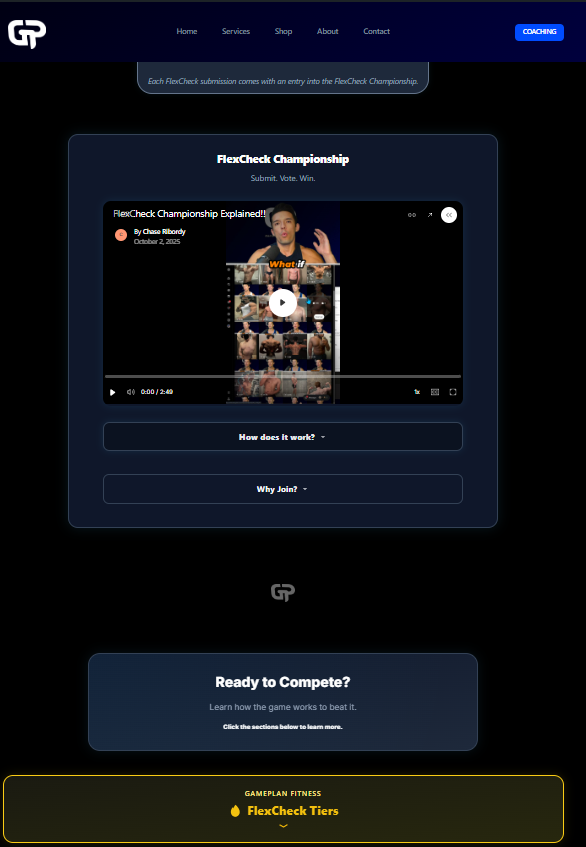 GP
Home
Services
Shop
About
Contact
COACHING
Each FlexCheck submission comes with an entry into the FlexCheck Championship.
FlexCheck Championship
Submit. Vote. Win.
FlexCheck Championship Explained!!
By Chase Ribordy
October 2, 2025
What if
0:00 / 2:49
1x
How does it work?
Why Join?
GP
Ready to Compete?
Learn how the game works to beat it.
Click the sections below to learn more.
GAMEPLAN FITNESS
FlexCheck Tiers